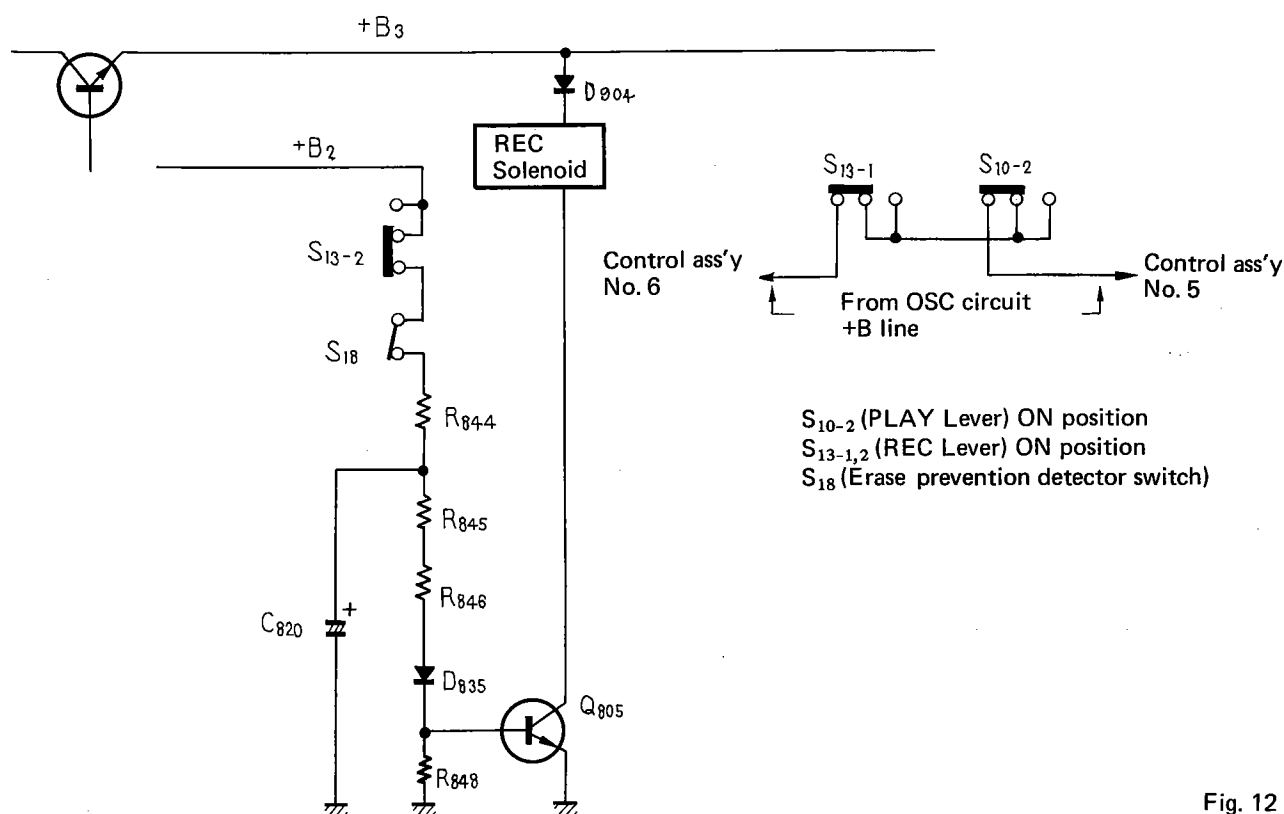 +B₃
D904
REC
Solenoid
+B₂
S₁₃₋₂
S₁₈
R844
R845
R846
C820
+
D835
Q805
R848
S₁₃₋₁
S₁₀₋₂
Control ass'y
No. 6
From OSC circuit
+B line
Control ass'y
No. 5
S₁₀₋₂ (PLAY Lever) ON position
S₁₃₋₁,₂ (REC Lever) ON position
S₁₈ (Erase prevention detector switch)
Fig. 12